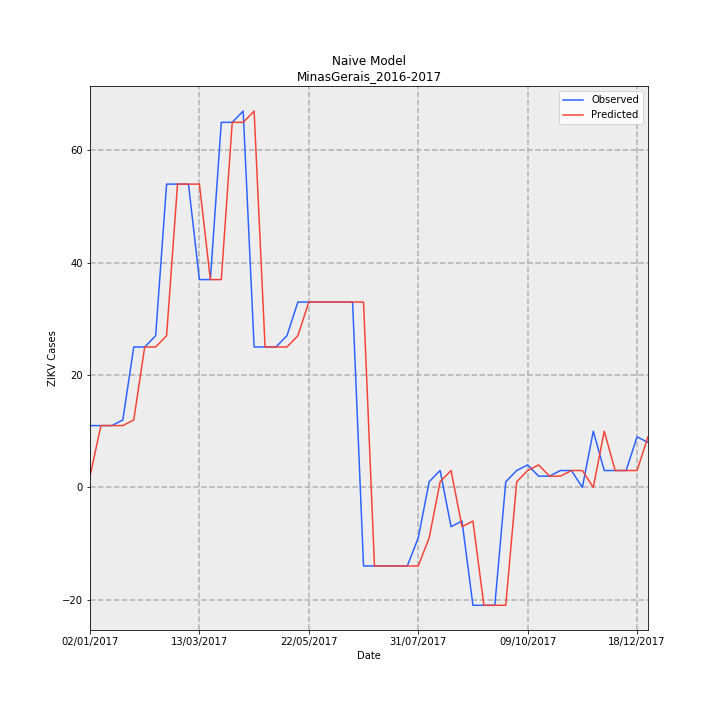 Naive Model
MinasGerais_2016-2017
Observed
Predicted
ZIKV Cases
60
40
20
0
−20
02/01/2017
13/03/2017
22/05/2017
31/07/2017
09/10/2017
18/12/2017
Date